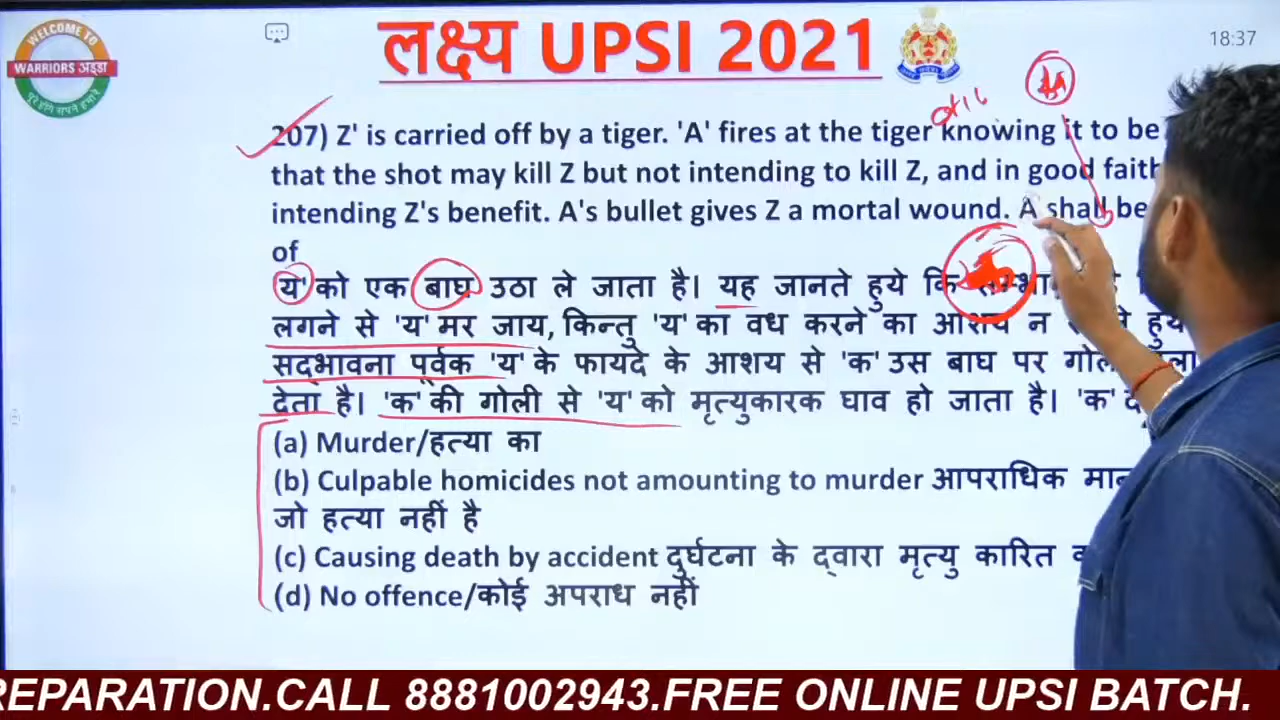 WELCOME TO
WARRIORS अड्डा
पूरे होंगे सपने हमारे
लक्ष्य UPSI 2021
18:37
207) Z' is carried off by a tiger. 'A' fires at the tiger knowing it to be
that the shot may kill Z but not intending to kill Z, and in good faith
intending Z's benefit. A's bullet gives Z a mortal wound. A shall be
of
य' को एक बाघ उठा ले जाता है। यह जानते हुये कि
लगने से 'य' मर जाय, किन्तु 'य' का वध करने का आशय न हुये
सद्भावना पूर्वक 'य' के फायदे के आशय से 'क' उस बाघ पर
देता है। 'क' की गोली से 'य' को मृत्युकारक घाव हो जाता है। 'क'
(a) Murder/हत्या का
(b) Culpable homicides not amounting to murder आपराधिक
जो हत्या नहीं है
(c) Causing death by accident दुर्घटना के द्वारा मृत्यु कारित
(d) No offence/कोई अपराध नहीं
REPARATION.CALL 8881002943.FREE ONLINE UPSI BATCH.